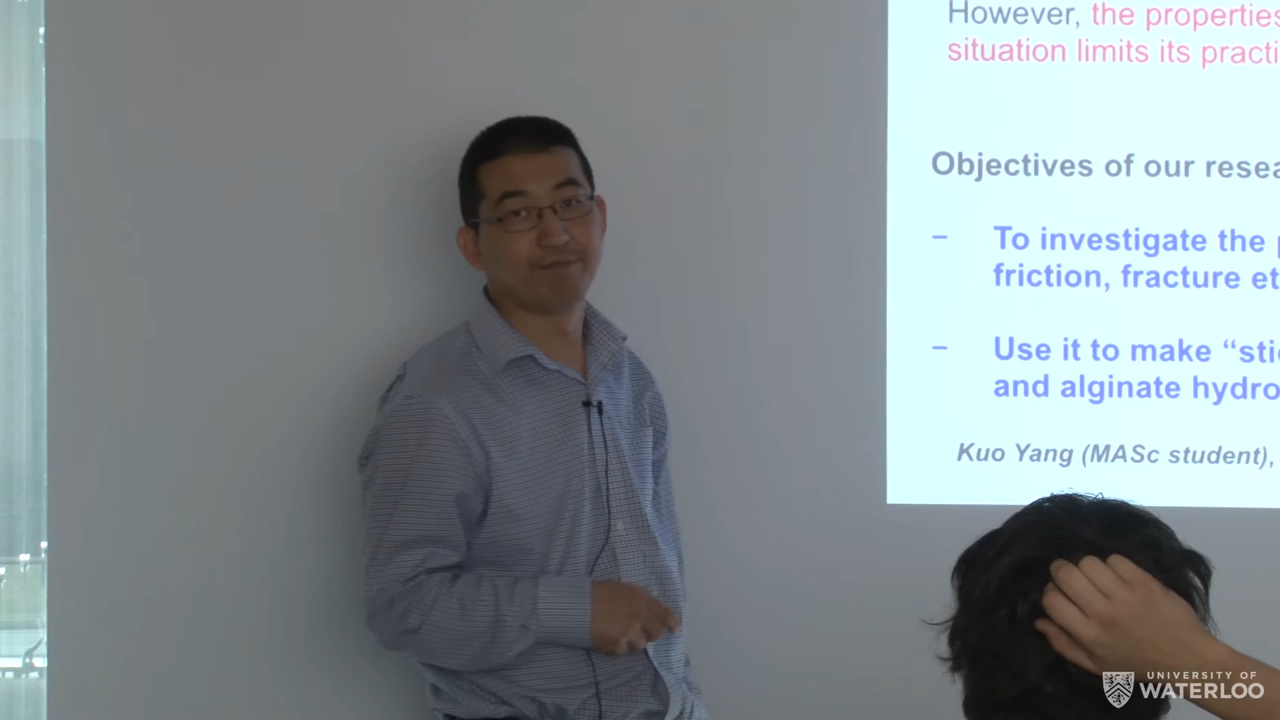 However, the properties
situation limits its practi
Objectives of our resea
– To investigate the p
friction, fracture et
– Use it to make “stic
and alginate hydro
Kuo Yang (MASc student),
UNIVERSITY OF
WATERLOO